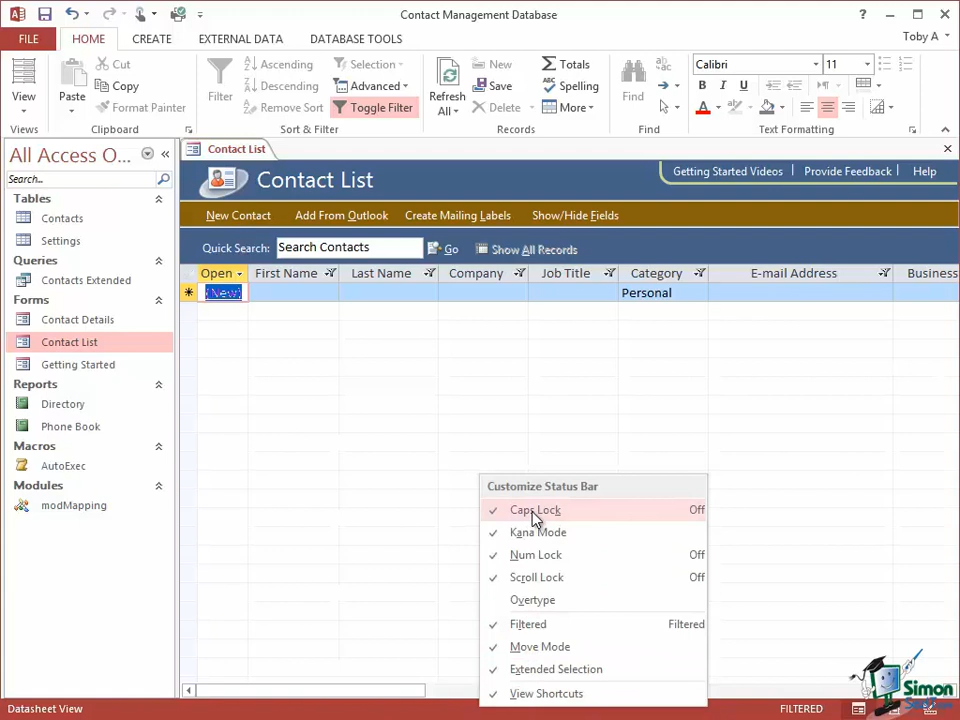 Contact Management Database
?
Toby A
FILE HOME CREATE EXTERNAL DATA DATABASE TOOLS
View
Views
Paste
Cut
Copy
Format Painter
Clipboard
Filter
Ascending
Descending
Remove Sort
Selection
Advanced
Toggle Filter
Sort & Filter
Refresh
All
New
Save
Delete
Totals
Spelling
More
Records
Find
Find
Calibri 11
B I U
Text Formatting
All Access O...
Search...
Tables
Contacts
Settings
Queries
Contacts Extended
Forms
Contact Details
Contact List
Getting Started
Reports
Directory
Phone Book
Macros
AutoExec
Modules
modMapping
Contact List
Contact List
Getting Started Videos Provide Feedback Help
New Contact Add From Outlook Create Mailing Labels Show/Hide Fields
Quick Search: Search Contacts Go Show All Records
Open First Name Last Name Company Job Title Category E-mail Address Business
(New) Personal
Customize Status Bar
Caps Lock Off
Kana Mode
Num Lock Off
Scroll Lock Off
Overtype
Filtered Filtered
Move Mode
Extended Selection
View Shortcuts
Datasheet View
FILTERED
Simon